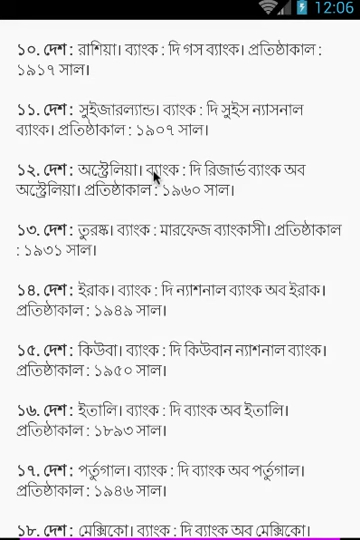 12:06
১০. দেশ : রাশিয়া। ব্যাংক : দি গস ব্যাংক। প্রতিষ্ঠাকাল :
১৯১৭ সাল।
১১. দেশ : সুইজারল্যান্ড। ব্যাংক : দি সুইস ন্যাসনাল
ব্যাংক। প্রতিষ্ঠাকাল : ১৯০৭ সাল।
১২. দেশ : অস্ট্রেলিয়া। ব্যাংক : দি রিজার্ভ ব্যাংক অব
অস্ট্রেলিয়া। প্রতিষ্ঠাকাল : ১৯৬০ সাল।
১৩. দেশ : তুরষ্ক। ব্যাংক : মারফেজ ব্যাংকাসী। প্রতিষ্ঠাকাল
: ১৯৩১ সাল।
১৪. দেশ : ইরাক। ব্যাংক : দি ন্যাশনাল ব্যাংক অব ইরাক।
প্রতিষ্ঠাকাল : ১৯৪৯ সাল।
১৫. দেশ : কিউবা। ব্যাংক : দি কিউবান ন্যাশনাল ব্যাংক।
প্রতিষ্ঠাকাল : ১৯৫০ সাল।
১৬. দেশ : ইতালি। ব্যাংক : দি ব্যাংক অব ইতালি।
প্রতিষ্ঠাকাল : ১৮৯৩ সাল।
১৭. দেশ : পর্তুগাল। ব্যাংক : দি ব্যাংক অব পর্তুগাল।
প্রতিষ্ঠাকাল : ১৯৪৬ সাল।
১৮. দেশ : মেক্সিকো। ব্যাংক : দি ব্যাংক অব মেক্সিকো।